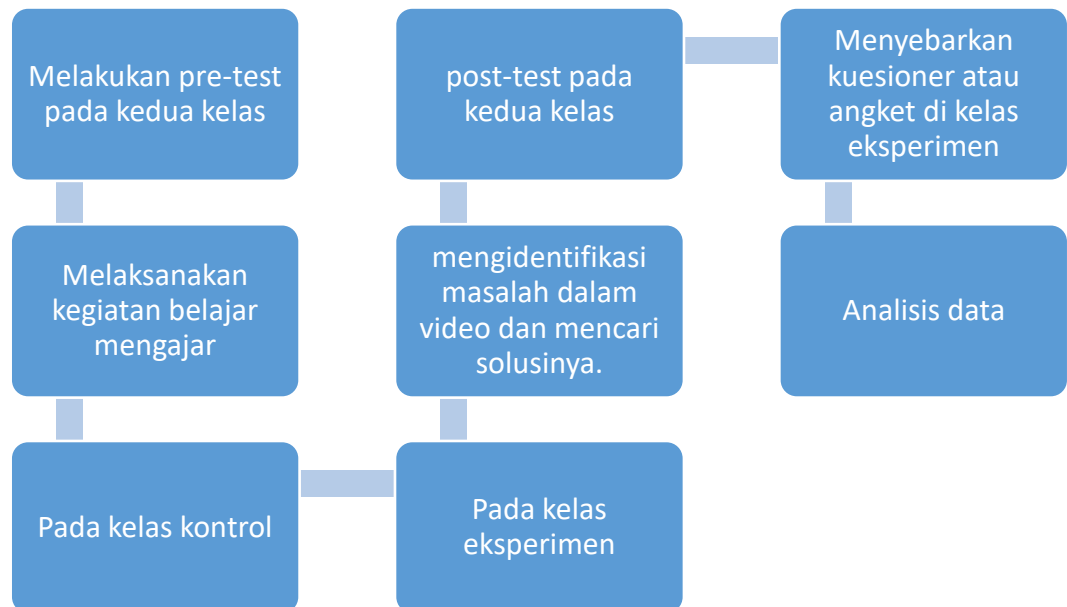 Melakukan pre-test
pada kedua kelas
Melaksanakan
kegiatan belajar
mengajar
Pada kelas kontrol
Pada kelas
eksperimen
mengidentifikasi
masalah dalam
video dan mencari
solusinya.
post-test pada
kedua kelas
Menyebarkan
kuesioner atau
angket di kelas
eksperimen
Analisis data